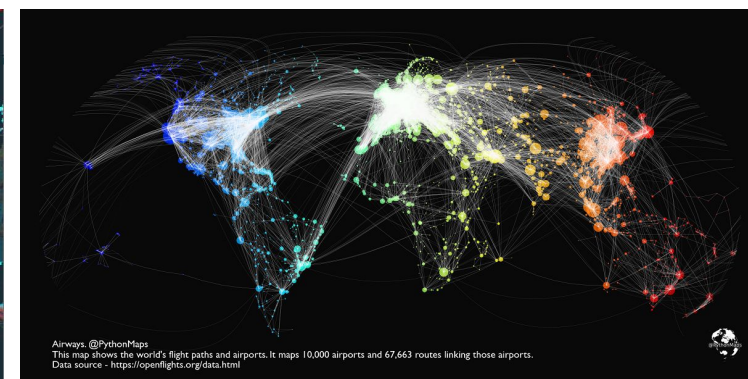 Airways. @PythonMaps
This map shows the world's flight paths and airports. It maps 10,000 airports and 67,663 routes linking those airports.
Data source - https://openflights.org/data.html
@PythonMaps